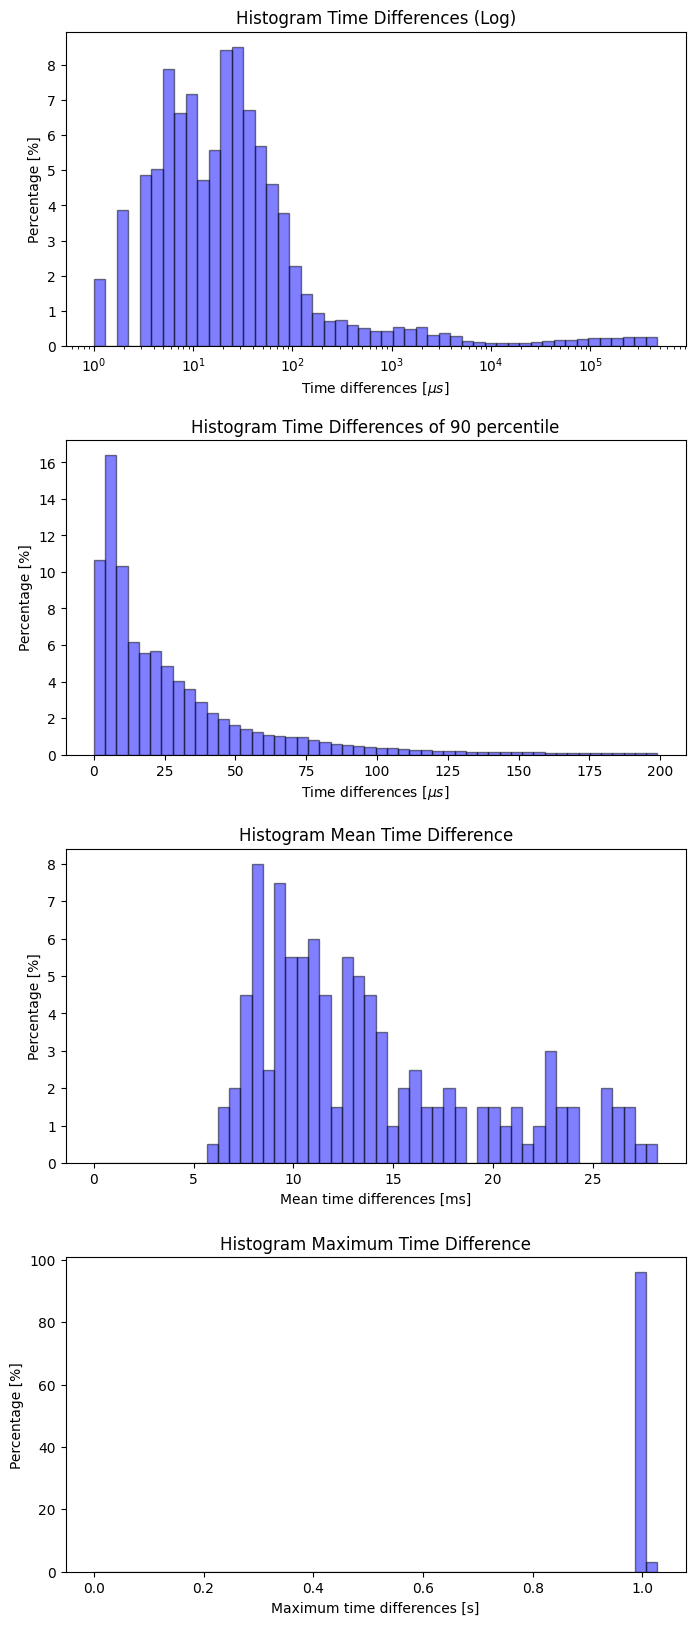 Histogram Time Differences (Log)
8
7
6
5
4
3
2
1
0
Percentage [%]
10⁰ 10¹ 10² 10³ 10⁴ 10⁵
Time differences [μs]
Histogram Time Differences of 90 percentile
16
14
12
10
8
6
4
2
0
Percentage [%]
0 25 50 75 100 125 150 175 200
Time differences [μs]
Histogram Mean Time Difference
8
7
6
5
4
3
2
1
0
Percentage [%]
0 5 10 15 20 25
Mean time differences [ms]
Histogram Maximum Time Difference
100
80
60
40
20
0
Percentage [%]
0.0 0.2 0.4 0.6 0.8 1.0
Maximum time differences [s]